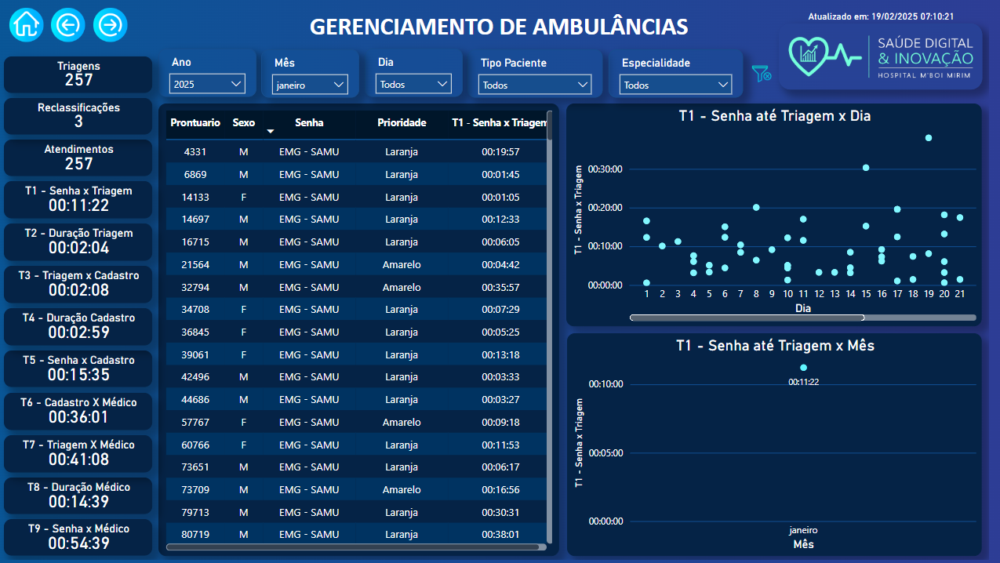 GERENCIAMENTO DE AMBULÂNCIAS
Atualizado em: 19/02/2025 07:10:21
SAÚDE DIGITAL
& INOVAÇÃO
HOSPITAL M'BOI MIRIM
Ano
2025
Mês
janeiro
Dia
Todos
Tipo Paciente
Todos
Especialidade
Todos
Triagens
257
Reclassificações
3
Atendimentos
257
T1 - Senha x Triagem
00:11:22
T2 - Duração Triagem
00:02:04
T3 - Triagem x Cadastro
00:02:08
T4 - Duração Cadastro
00:02:59
T5 - Senha x Cadastro
00:15:35
T6 - Cadastro X Médico
00:36:01
T7 - Triagem X Médico
00:41:08
T8 - Duração Médico
00:14:39
T9 - Senha x Médico
00:54:39
Prontuario Sexo Senha Prioridade T1 - Senha x Triagem
4331 M EMG - SAMU Laranja 00:19:57
6869 M EMG - SAMU Laranja 00:01:45
14133 F EMG - SAMU Laranja 00:01:05
14697 M EMG - SAMU Laranja 00:12:33
16715 M EMG - SAMU Laranja 00:06:05
21564 M EMG - SAMU Amarelo 00:04:42
32794 M EMG - SAMU Amarelo 00:35:57
34708 F EMG - SAMU Laranja 00:07:29
36845 F EMG - SAMU Laranja 00:05:25
39061 F EMG - SAMU Laranja 00:13:18
42496 M EMG - SAMU Laranja 00:03:33
44686 M EMG - SAMU Laranja 00:03:27
57767 F EMG - SAMU Amarelo 00:09:18
60766 F EMG - SAMU Laranja 00:11:53
73651 M EMG - SAMU Laranja 00:06:17
73709 M EMG - SAMU Amarelo 00:16:56
79713 M EMG - SAMU Laranja 00:30:31
80719 M EMG - SAMU Laranja 00:38:01
T1 - Senha até Triagem x Dia
T1 - Senha x Triagem
00:30:00
00:20:00
00:10:00
00:00:00
1 2 3 4 5 6 7 8 9 10 11 12 13 14 15 16 17 18 19 20 21
Dia
T1 - Senha até Triagem x Mês
T1 - Senha x Triagem
00:11:22
00:10:00
00:05:00
00:00:00
janeiro
Mês